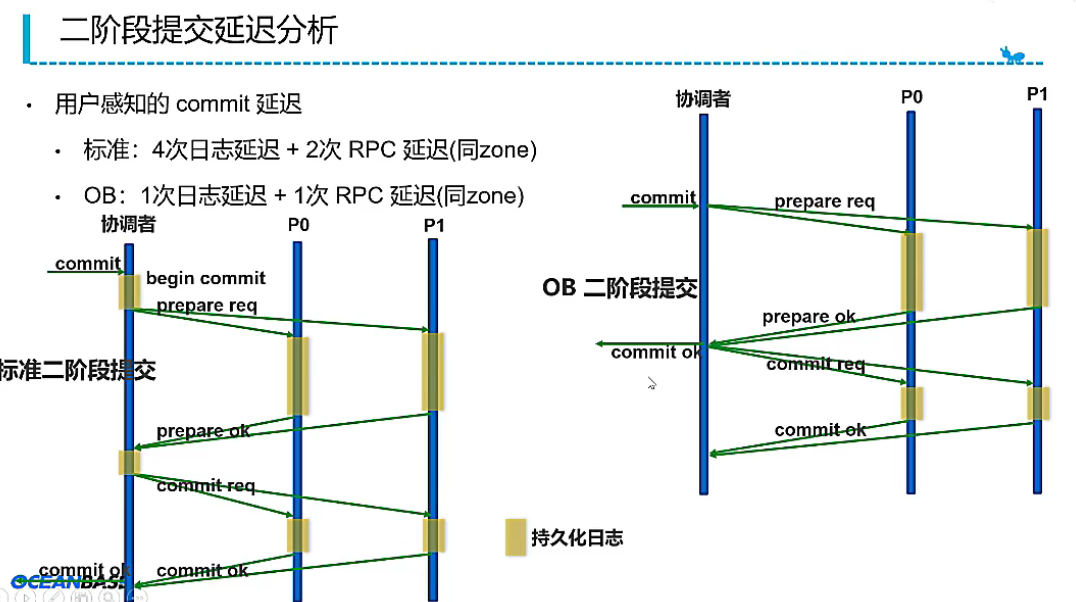 二阶段提交延迟分析
用户感知的 commit 延迟
标准：4次日志延迟 + 2次 RPC 延迟(同zone)
OB：1次日志延迟 + 1次 RPC 延迟(同zone)
协调者
P0
P1
commit
begin commit
prepare req
标准二阶段提交
prepare ok
commit req
commit ok
commit ok
OCEANBASE
协调者
P0
P1
commit
prepare req
OB 二阶段提交
prepare ok
commit ok
commit req
commit ok
持久化日志